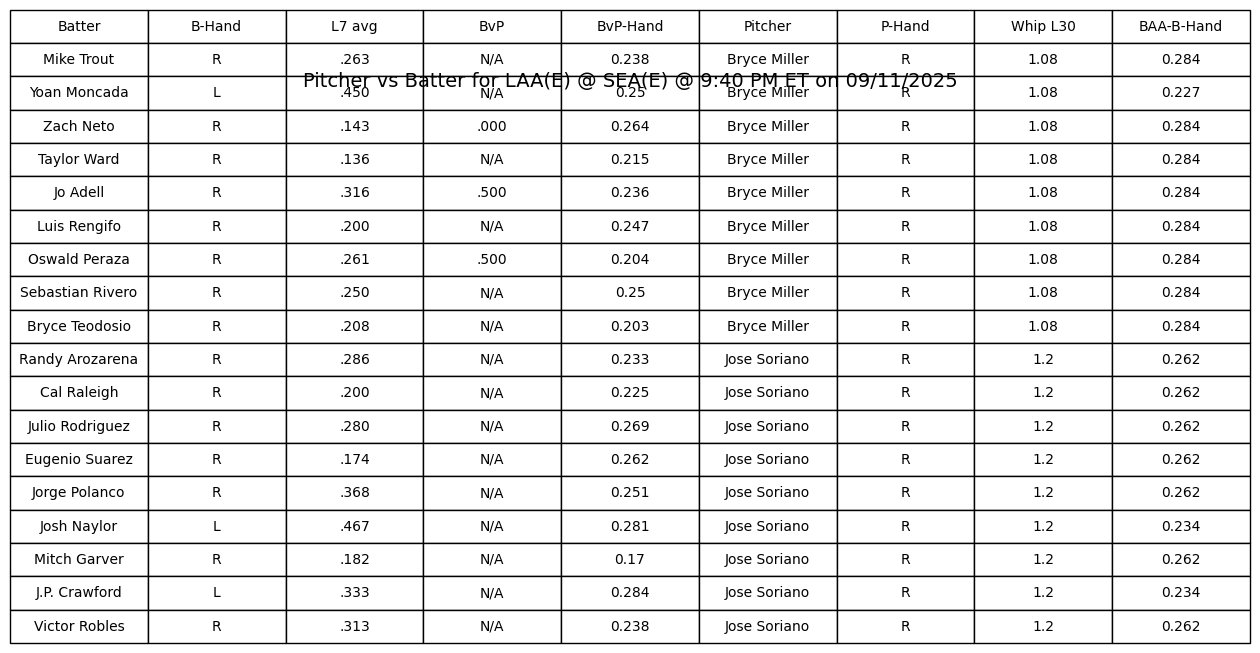 Batter B-Hand L7 avg BvP BvP-Hand Pitcher P-Hand Whip L30 BAA-B-Hand
Mike Trout R .263 N/A 0.238 Bryce Miller R 1.08 0.284
Pitcher vs Batter for LAA(E) @ SEA(E) @ 9:40 PM ET on 09/11/2025
Yoan Moncada L .450 N/A 0.25 Bryce Miller R 1.08 0.227
Zach Neto R .143 .000 0.264 Bryce Miller R 1.08 0.284
Taylor Ward R .136 N/A 0.215 Bryce Miller R 1.08 0.284
Jo Adell R .316 .500 0.236 Bryce Miller R 1.08 0.284
Luis Rengifo R .200 N/A 0.247 Bryce Miller R 1.08 0.284
Oswald Peraza R .261 .500 0.204 Bryce Miller R 1.08 0.284
Sebastian Rivero R .250 N/A 0.25 Bryce Miller R 1.08 0.284
Bryce Teodosio R .208 N/A 0.203 Bryce Miller R 1.08 0.284
Randy Arozarena R .286 N/A 0.233 Jose Soriano R 1.2 0.262
Cal Raleigh R .200 N/A 0.225 Jose Soriano R 1.2 0.262
Julio Rodriguez R .280 N/A 0.269 Jose Soriano R 1.2 0.262
Eugenio Suarez R .174 N/A 0.262 Jose Soriano R 1.2 0.262
Jorge Polanco R .368 N/A 0.251 Jose Soriano R 1.2 0.262
Josh Naylor L .467 N/A 0.281 Jose Soriano R 1.2 0.234
Mitch Garver R .182 N/A 0.17 Jose Soriano R 1.2 0.262
J.P. Crawford L .333 N/A 0.284 Jose Soriano R 1.2 0.234
Victor Robles R .313 N/A 0.238 Jose Soriano R 1.2 0.262